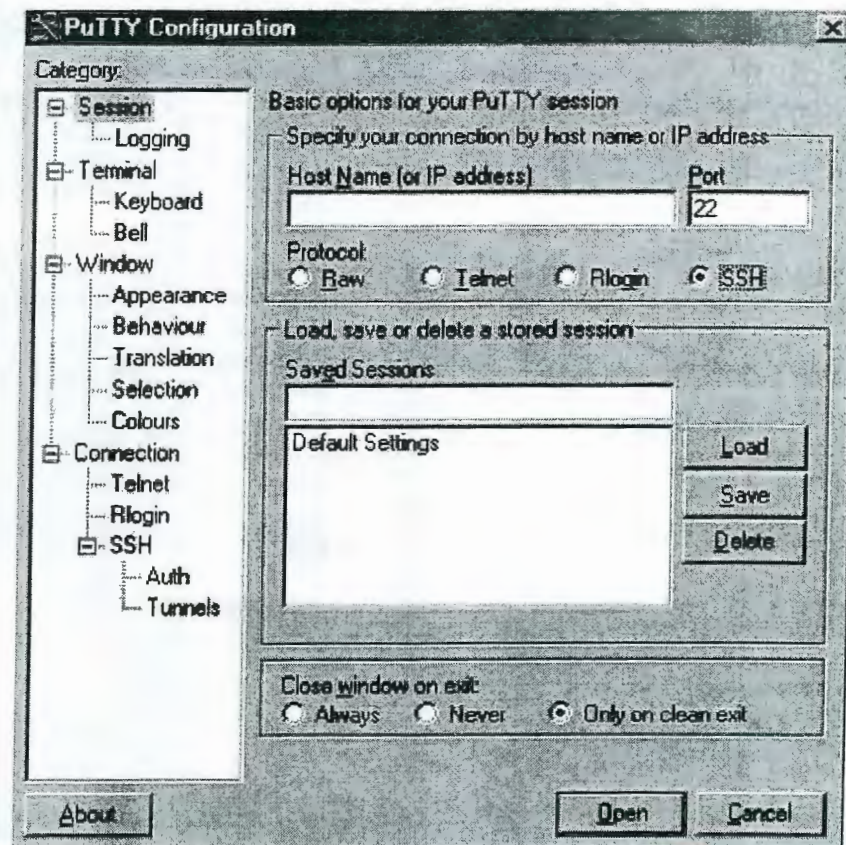 PuTTY Configuration
Category:
Session
Logging
Terminal
Keyboard
Bell
Window
Appearance
Behaviour
Translation
Selection
Colours
Connection
Telnet
Rlogin
SSH
Auth
Tunnels
Basic options for your PuTTY session
Specify your connection by host name or IP address
Host Name (or IP address) Port
22
Protocol:
Raw Telnet Rlogin SSH
Load, save or delete a stored session
Saved Sessions
Default Settings
Load
Save
Delete
Close window on exit:
Always Never Only on clean exit
About Open Cancel